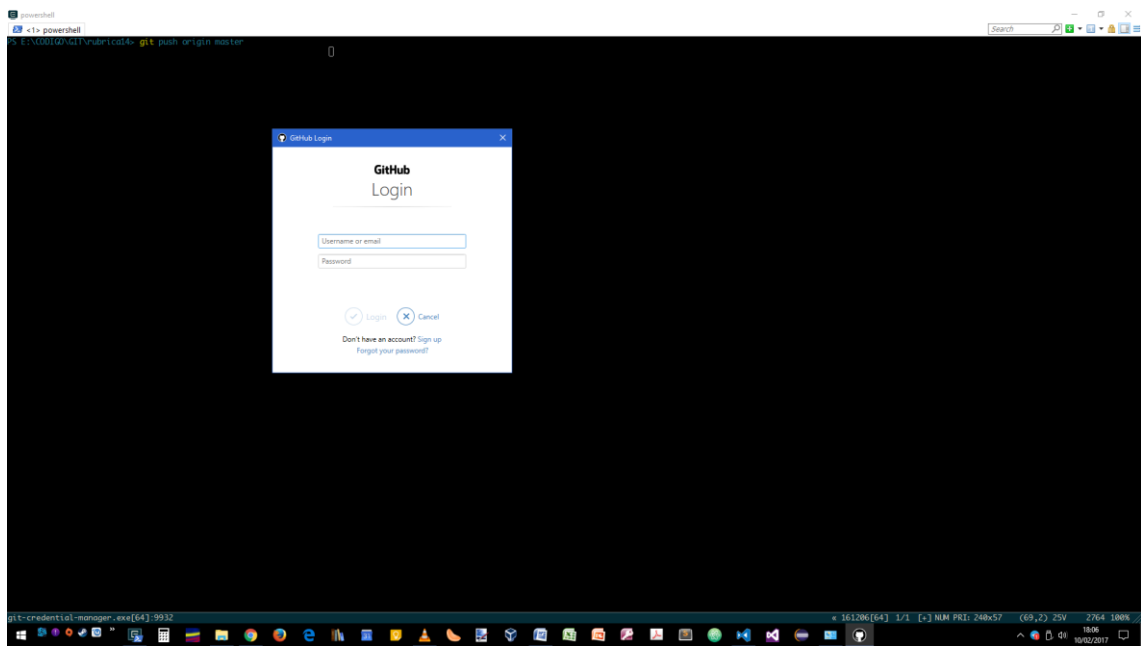 powershell
<1> powershell
Search
PS E:\CODIGO\GIT\rubrica14> git push origin master
GitHub Login
GitHub
Login
Username or email
Password
Login
Cancel
Don't have an account? Sign up
Forgot your password?
git-credential-manager.exe[64]:9932
« 161206[64] 1/1 [+] NUM PRI: 240x57 (69,2) 25V 2764 100%
18:06
10/02/2017